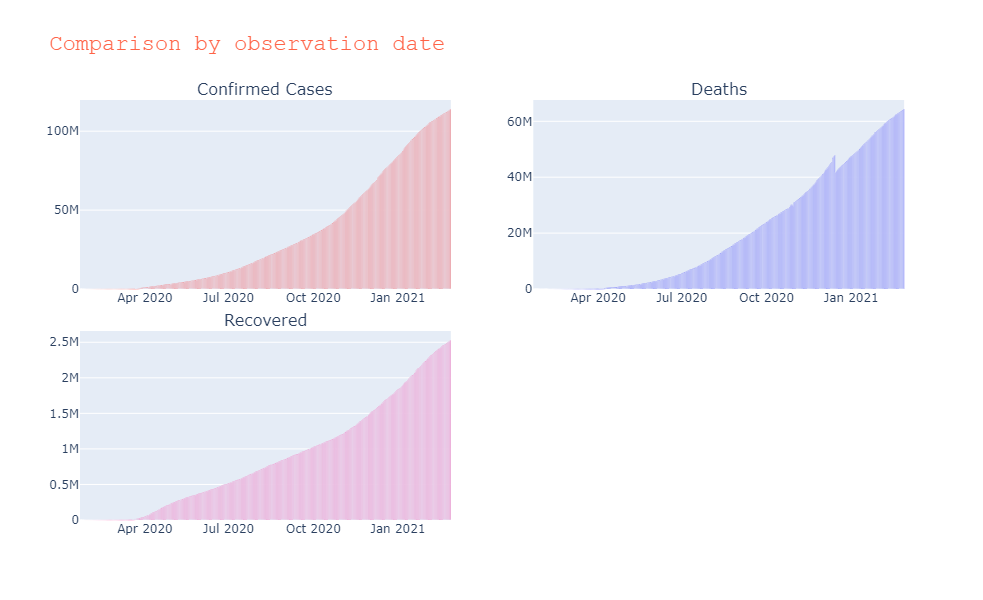 Comparison by observation date
Confirmed Cases
100M
50M
0
Apr 2020 Jul 2020 Oct 2020 Jan 2021
Deaths
60M
40M
20M
0
Apr 2020 Jul 2020 Oct 2020 Jan 2021
Recovered
2.5M
2M
1.5M
1M
0.5M
0
Apr 2020 Jul 2020 Oct 2020 Jan 2021